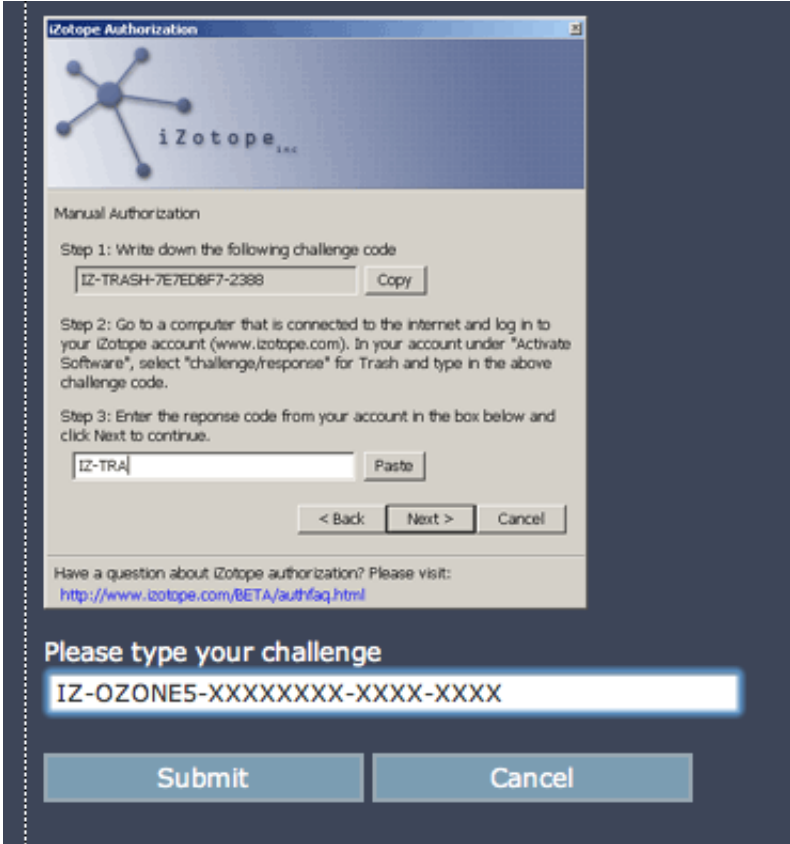 iZotope Authorization
iZotope inc
Manual Authorization
Step 1: Write down the following challenge code
IZ-TRASH-7E7EDBF7-2388
Copy
Step 2: Go to a computer that is connected to the internet and log in to
your iZotope account (www.izotope.com). In your account under "Activate
Software", select "challenge/response" for Trash and type in the above
challenge code.
Step 3: Enter the reponse code from your account in the box below and
click Next to continue.
IZ-TRA
Paste
< Back Next > Cancel
Have a question about iZotope authorization? Please visit:
http://www.izotope.com/BETA/authfaq.html
Please type your challenge
IZ-OZONE5-XXXXXXXX-XXXX-XXXX
Submit Cancel